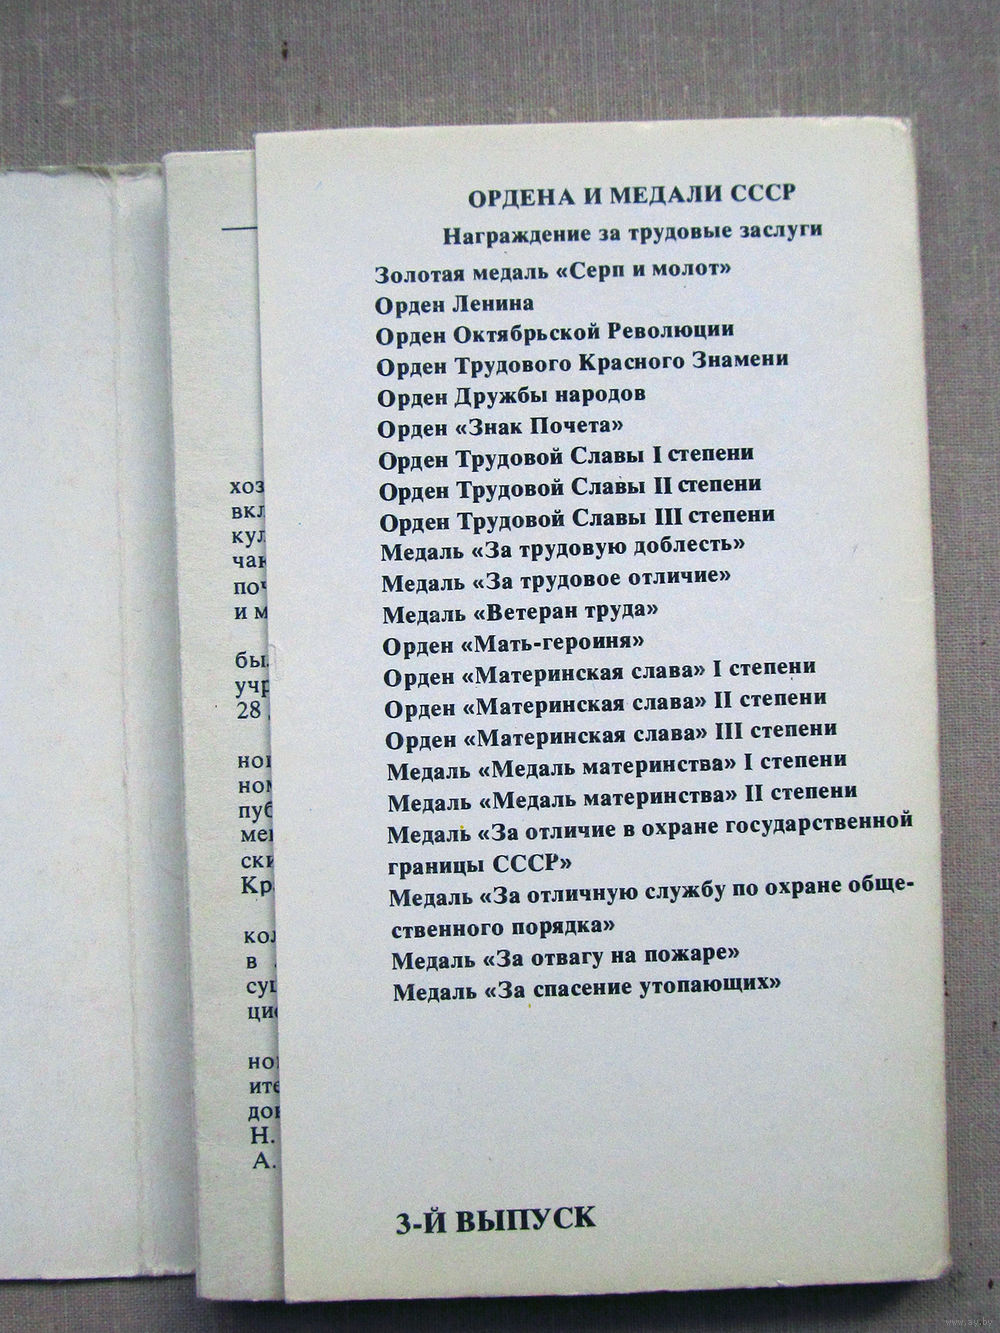 ОРДЕНА И МЕДАЛИ СССР
Награждение за трудовые заслуги
Золотая медаль «Серп и молот»
Орден Ленина
Орден Октябрьской Революции
Орден Трудового Красного Знамени
Орден Дружбы народов
Орден «Знак Почета»
Орден Трудовой Славы I степени
Орден Трудовой Славы II степени
Орден Трудовой Славы III степени
Медаль «За трудовую доблесть»
Медаль «За трудовое отличие»
Медаль «Ветеран труда»
Орден «Мать-героиня»
Орден «Материнская слава» I степени
Орден «Материнская слава» II степени
Орден «Материнская слава» III степени
Медаль «Медаль материнства» I степени
Медаль «Медаль материнства» II степени
Медаль «За отличие в охране государственной
границы СССР»
Медаль «За отличную службу по охране обще-
ственного порядка»
Медаль «За отвагу на пожаре»
Медаль «За спасение утопающих»
3-Й ВЫПУСК
и
28
в
Н.
А.
www.ay.by